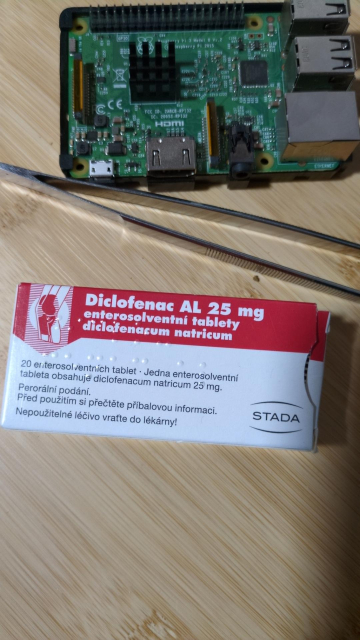 HDMI
Diclofenac AL 25 mg
enterosolventní tablety
diclofenacum natricum
20 enterosolventních tablet · Jedna enterosolventní
tableta obsahuje diclofenacum natricum 25 mg.
Perorální podání.
Před použitím si přečtěte příbalovou informaci.
Nepoužitelné léčivo vraťte do lékárny!
STADA